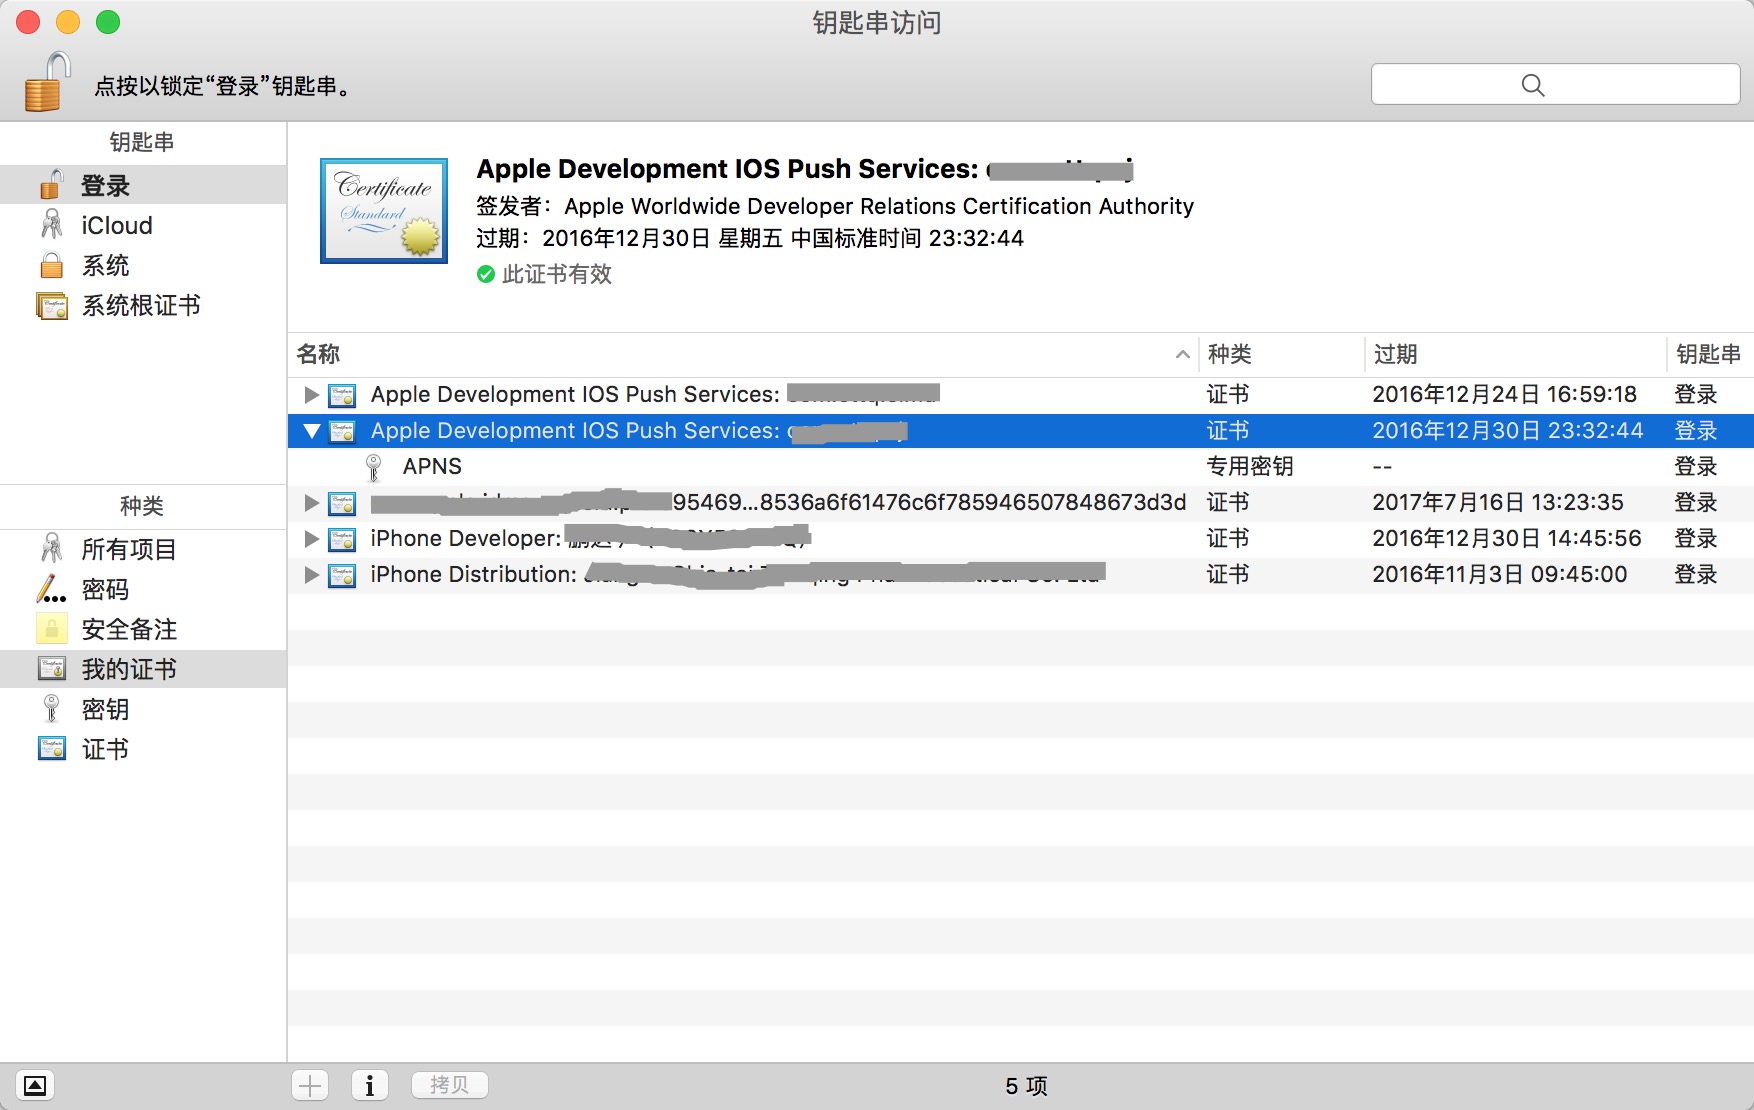 钥匙串访问
点按以锁定“登录”钥匙串。
钥匙串
登录
iCloud
系统
系统根证书
种类
所有项目
密码
安全备注
我的证书
密钥
证书
Certificate
Standard
Apple Development IOS Push Services:
签发者：Apple Worldwide Developer Relations Certification Authority
过期：2016年12月30日 星期五 中国标准时间 23:32:44
此证书有效
名称 种类 过期 钥匙串
Apple Development IOS Push Services: 证书 2016年12月24日 16:59:18 登录
Apple Development IOS Push Services: 证书 2016年12月30日 23:32:44 登录
APNS 专用密钥 -- 登录
95469...8536a6f61476c6f785946507848673d3d 证书 2017年7月16日 13:23:35 登录
iPhone Developer: 证书 2016年12月30日 14:45:56 登录
iPhone Distribution: 证书 2016年11月3日 09:45:00 登录
拷贝
5 项